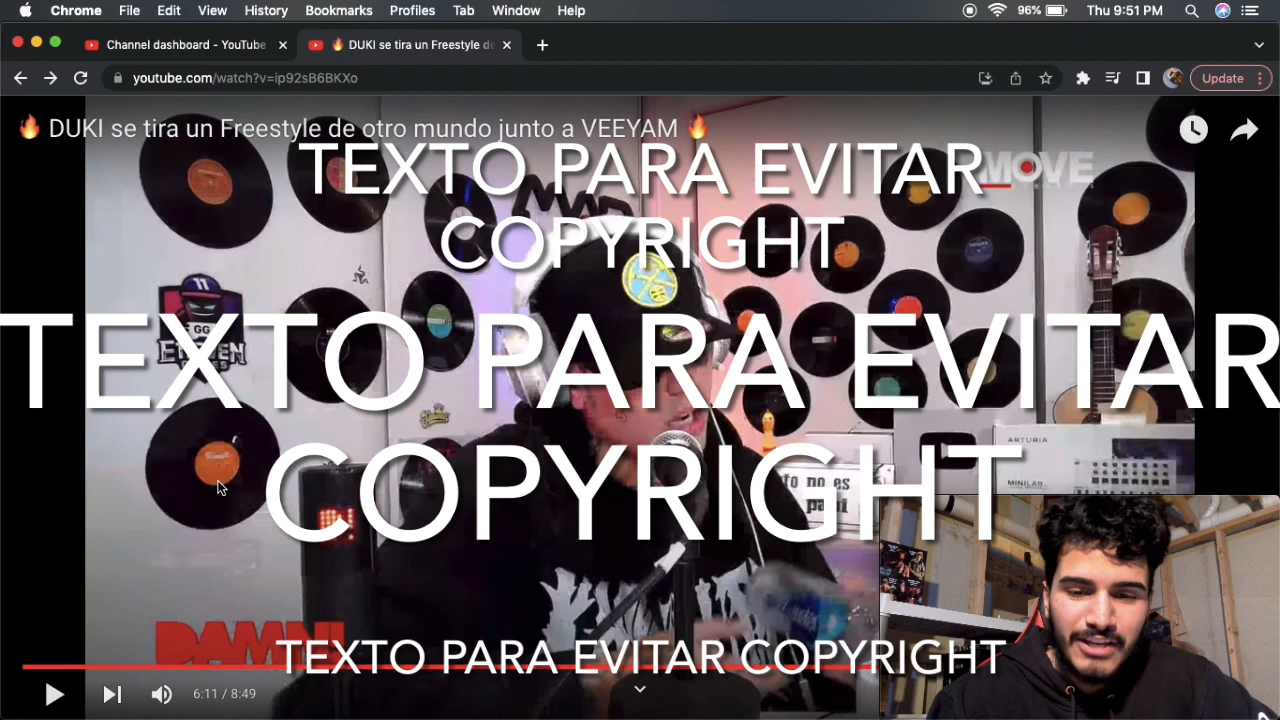 Chrome File Edit View History Bookmarks Profiles Tab Window Help 96% Thu 9:51 PM
Channel dashboard - YouTube 🔥 DUKI se tira un Freestyle de
youtube.com/watch?v=ip92sB6BKXo Update
🔥 DUKI se tira un Freestyle de otro mundo junto a VEEYAM 🔥
TEXTO PARA EVITAR
COPYRIGHT
MOVE
TEXTO PARA EVITAR
COPYRIGHT
ARTURIA
MINILAB
to no es
DAMN!
TEXTO PARA EVITAR COPYRIGHT
6:11 / 8:49